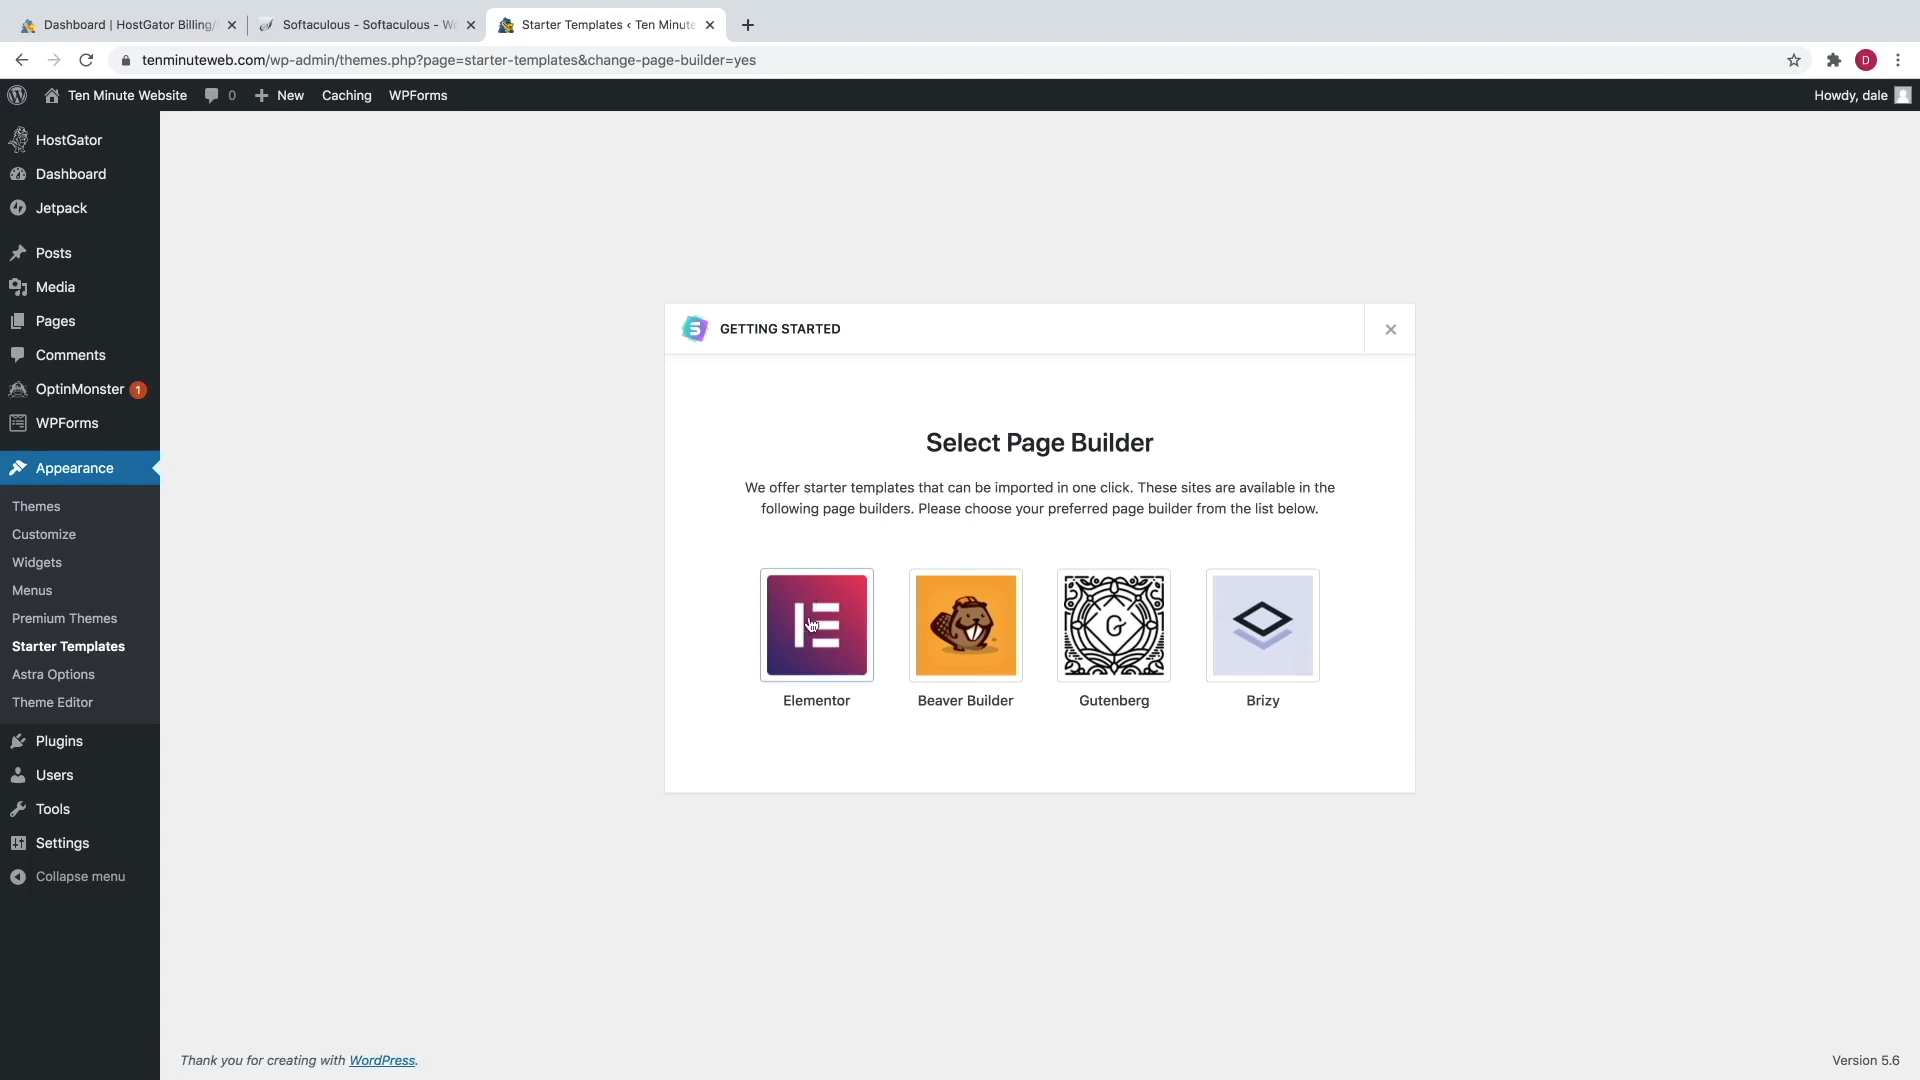 Dashboard | HostGator Billing/
Softaculous - Softaculous - Wo
Starter Templates ‹ Ten Minute
tenminuteweb.com/wp-admin/themes.php?page=starter-templates&change-page-builder=yes
D
Ten Minute Website
0
New
Caching
WPForms
Howdy, dale
HostGator
Dashboard
Jetpack
Posts
Media
Pages
Comments
OptinMonster 1
WPForms
Appearance
Themes
Customize
Widgets
Menus
Premium Themes
Starter Templates
Astra Options
Theme Editor
Plugins
Users
Tools
Settings
Collapse menu
GETTING STARTED
Select Page Builder
We offer starter templates that can be imported in one click. These sites are available in the
following page builders. Please choose your preferred page builder from the list below.
G
Elementor
Beaver Builder
Gutenberg
Brizy
Thank you for creating with WordPress.
Version 5.6